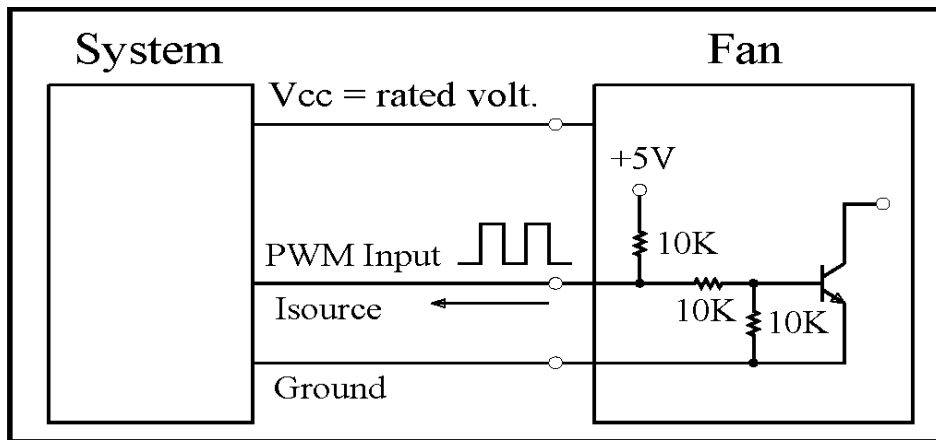 System
Fan
Vcc = rated volt.
+5V
10K
PWM Input
Isource
10K
10K
Ground